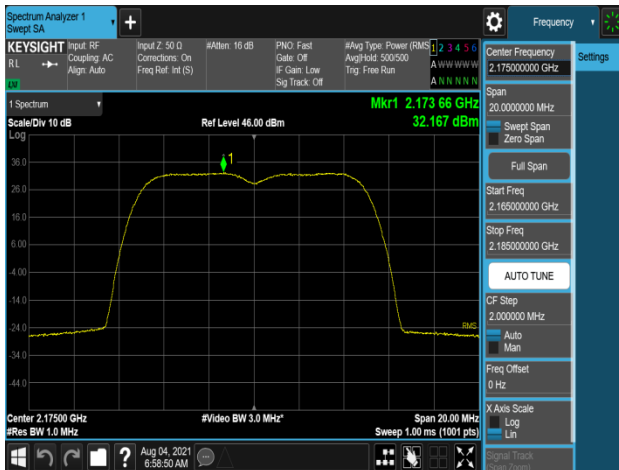 Spectrum Analyzer 1
Swept SA
+
Frequency
KEYSIGHT
Input: RF
Input Z: 50 Ω
#Atten: 16 dB
PNO: Fast
#Avg Type: Power (RMS
1 2 3 4 5 6
RL
Coupling: AC
Corrections: On
Gate: Off
Avg|Hold: 500/500
A W W W W W
Align: Auto
Freq Ref: Int (S)
IF Gain: Low
Trig: Free Run
Sig Track: Off
A N N N N N
LV
1 Spectrum
Mkr1 2.173 66 GHz
Scale/Div 10 dB
Ref Level 46.00 dBm
32.167 dBm
Log
1
36.0
26.0
16.0
6.00
-4.00
-14.0
-24.0
RMS
-34.0
-44.0
Center 2.17500 GHz
#Video BW 3.0 MHz*
Span 20.00 MHz
#Res BW 1.0 MHz
Sweep 1.00 ms (1001 pts)
?
Aug 04, 2021
6:58:50 AM
Center Frequency
2.175000000 GHz
Settings
Span
20.0000000 MHz
Swept Span
Zero Span
Full Span
Start Freq
2.165000000 GHz
Stop Freq
2.185000000 GHz
AUTO TUNE
CF Step
2.000000 MHz
Auto
Man
Freq Offset
0 Hz
X Axis Scale
Log
Lin
Signal Track
(Span Zoom)